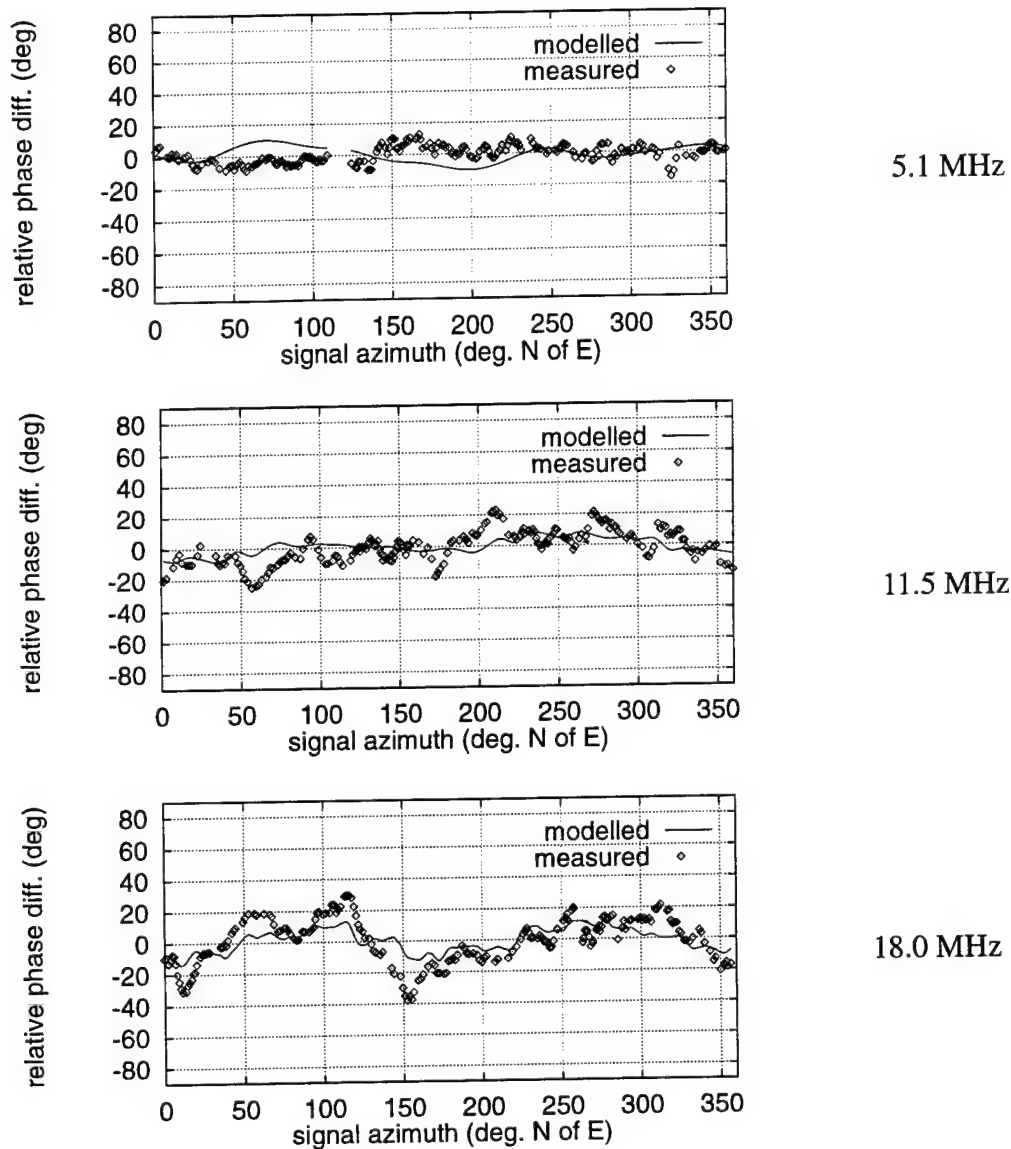 relative phase diff. (deg)
80
60
40
20
0
-20
-40
-60
-80
modelled
measured
0 50 100 150 200 250 300 350
signal azimuth (deg. N of E)
5.1 MHz
relative phase diff. (deg)
80
60
40
20
0
-20
-40
-60
-80
modelled
measured
0 50 100 150 200 250 300 350
signal azimuth (deg. N of E)
11.5 MHz
relative phase diff. (deg)
80
60
40
20
0
-20
-40
-60
-80
modelled
measured
0 50 100 150 200 250 300 350
signal azimuth (deg. N of E)
18.0 MHz